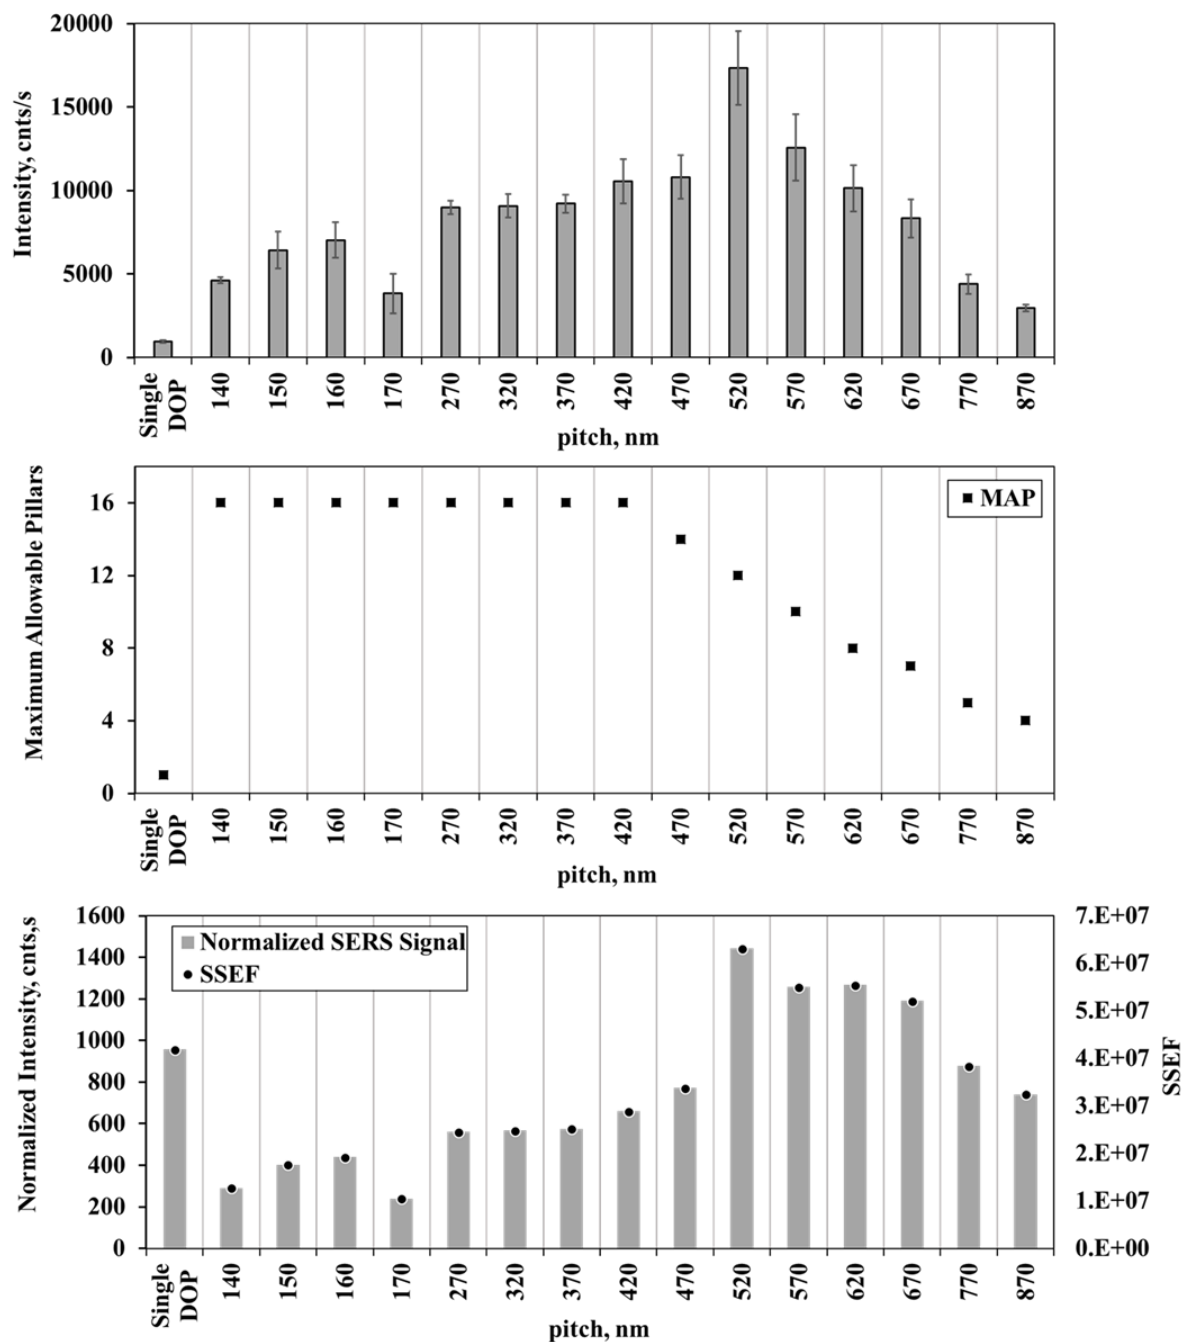 Intensity, cnts/s
20000
15000
10000
5000
0
Single DOP 140 150 160 170 270 320 370 420 470 520 570 620 670 770 870
pitch, nm
Maximum Allowable Pillars
16
12
8
4
0
MAP
Single DOP 140 150 160 170 270 320 370 420 470 520 570 620 670 770 870
pitch, nm
Normalized Intensity, cnts,s
1600
1400
1200
1000
800
600
400
200
0
Normalized SERS Signal
SSEF
7.E+07
6.E+07
5.E+07
4.E+07
3.E+07
2.E+07
1.E+07
0.E+00
SSEF
Single DOP 140 150 160 170 270 320 370 420 470 520 570 620 670 770 870
pitch, nm